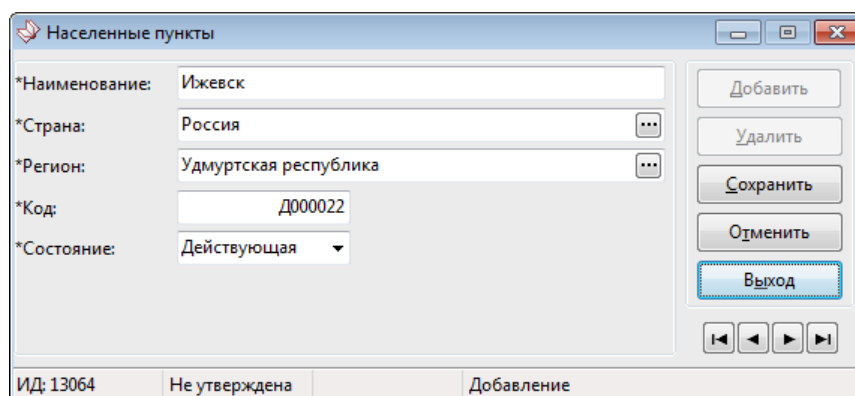 Населенные пункты
*Наименование: Ижевск
Добавить
*Страна: Россия
Удалить
*Регион: Удмуртская республика
Сохранить
*Код: Д000022
Отменить
*Состояние: Действующая
Выход
ИД: 13064 Не утверждена Добавление